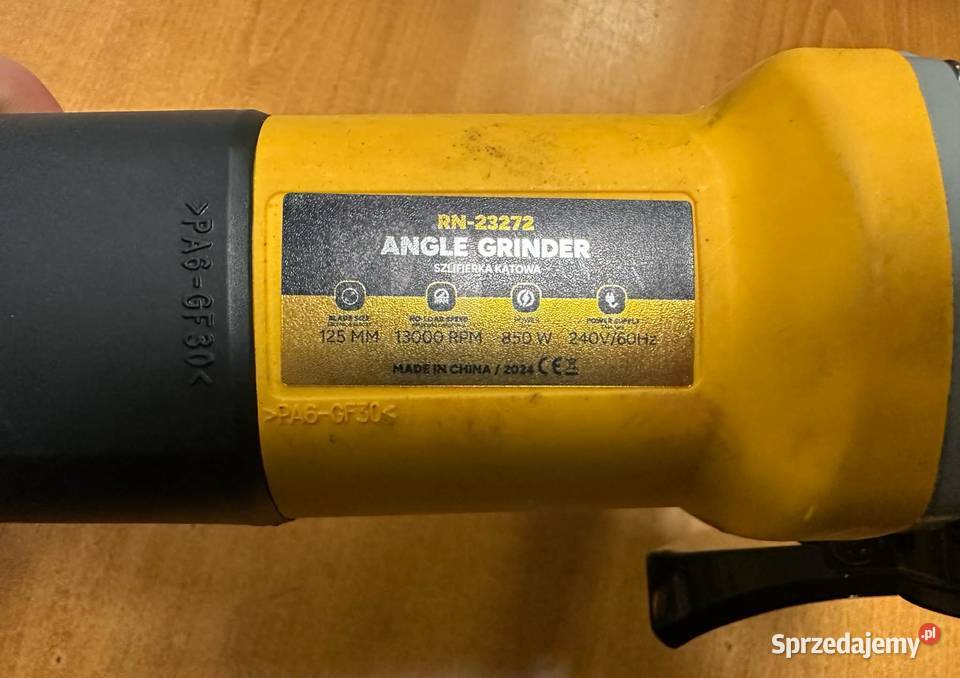 >PA6-GF30<
RN-23272
ANGLE GRINDER
SZLIFIERKA KĄTOWA
BLADE SIZE NO-LOAD SPEED POWER POWER SUPPLY
125 MM 13000 RPM 850 W 240V/60Hz
MADE IN CHINA / 2024 CE
>PA6-GF30<
Sprzedajemy.pl